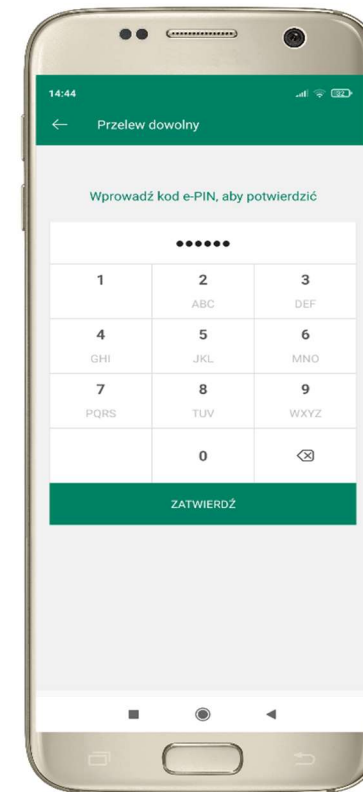 14:44
82
Przelew dowolny
Wprowadź kod e-PIN, aby potwierdzić
••••••
1 2 3
ABC DEF
4 5 6
GHI JKL MNO
7 8 9
PQRS TUV WXYZ
0
ZATWIERDŹ